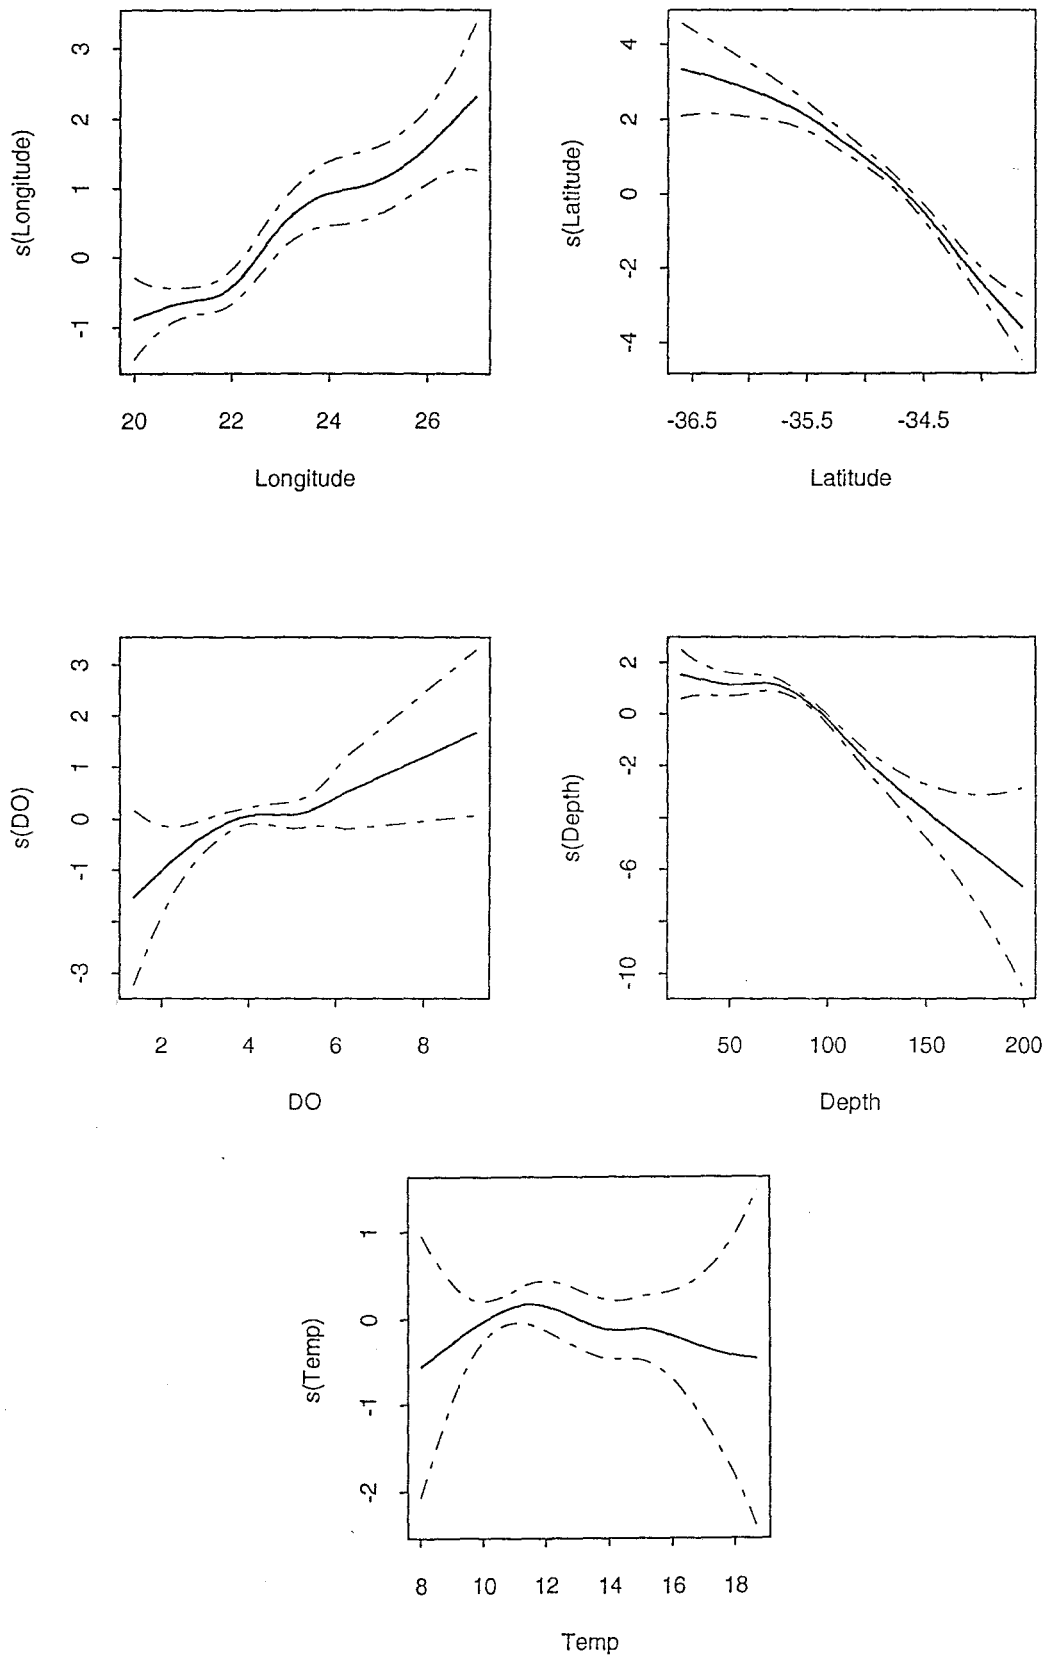 3
2
1
0
-1
s(Longitude)
20 22 24 26
Longitude
4
2
0
-2
-4
s(Latitude)
-36.5 -35.5 -34.5
Latitude
3
2
1
0
-1
-3
s(DO)
2 4 6 8
DO
2
0
-2
-6
-10
s(Depth)
50 100 150 200
Depth
1
0
-1
-2
s(Temp)
8 10 12 14 16 18
Temp